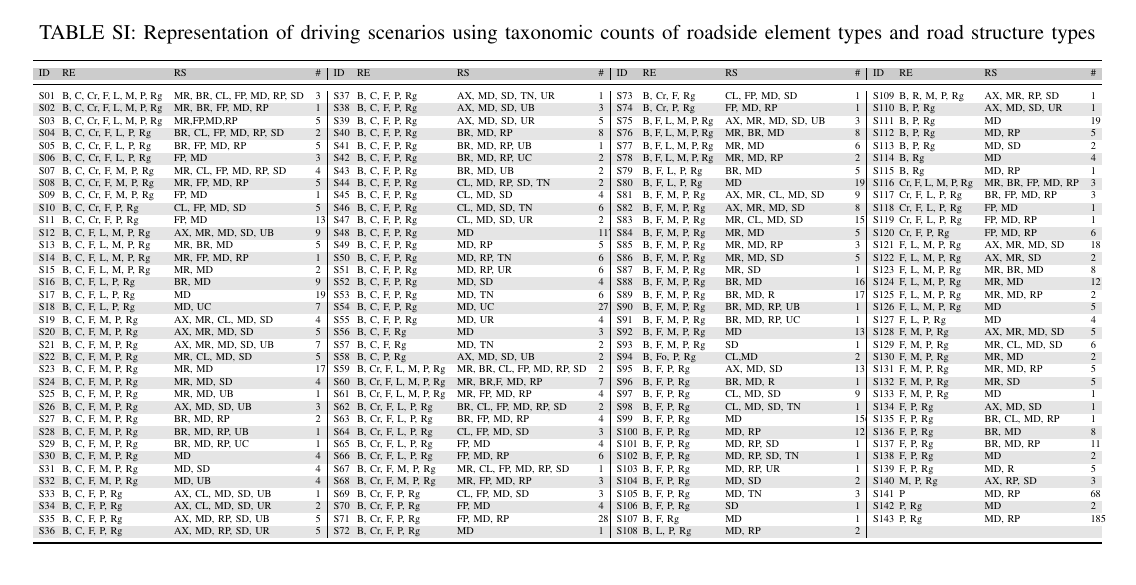 TABLE SI: Representation of driving scenarios using taxonomic counts of roadside element types and road structure types
ID RE RS # ID RE RS # ID RE RS # ID RE RS #
S01 B, C, Cr, F, L, M, P, Rg MR, BR, CL, FP, MD, RP, SD 3 S37 B, C, F, P, Rg AX, MD, SD, TN, UR 1 S73 B, Cr, F, Rg CL, FP, MD, SD 1 S109 B, R, M, P, Rg AX, MR, RP, SD 1
S02 B, C, Cr, F, L, M, P, Rg MR, BR, FP, MD, RP 1 S38 B, C, F, P, Rg AX, MD, SD, UB 3 S74 B, Cr, P, Rg FP, MD, RP 1 S110 B, P, Rg AX, MD, SD, UR 1
S03 B, C, Cr, F, L, M, P, Rg MR,FP,MD,RP 5 S39 B, C, F, P, Rg AX, MD, SD, UR 5 S75 B, F, L, M, P, Rg AX, MR, MD, SD, UB 3 S111 B, P, Rg MD 19
S04 B, C, Cr, F, L, P, Rg BR, CL, FP, MD, RP, SD 2 S40 B, C, F, P, Rg BR, MD, RP 8 S76 B, F, L, M, P, Rg MR, BR, MD 8 S112 B, P, Rg MD, RP 5
S05 B, C, Cr, F, L, P, Rg BR, FP, MD, RP 5 S41 B, C, F, P, Rg BR, MD, RP, UB 1 S77 B, F, L, M, P, Rg MR, MD 6 S113 B, P, Rg MD, SD 2
S06 B, C, Cr, F, L, P, Rg FP, MD 3 S42 B, C, F, P, Rg BR, MD, RP, UC 2 S78 B, F, L, M, P, Rg MR, MD, RP 2 S114 B, Rg MD 4
S07 B, C, Cr, F, M, P, Rg MR, CL, FP, MD, RP, SD 4 S43 B, C, F, P, Rg BR, MD, UB 2 S79 B, F, L, P, Rg BR, MD 5 S115 B, Rg MD, RP 1
S08 B, C, Cr, F, M, P, Rg MR, FP, MD, RP 5 S44 B, C, F, P, Rg CL, MD, RP, SD, TN 2 S80 B, F, L, P, Rg MD 19 S116 Cr, F, L, M, P, Rg MR, BR, FP, MD, RP 3
S09 B, C, Cr, F, M, P, Rg FP, MD 1 S45 B, C, F, P, Rg CL, MD, SD 4 S81 B, F, M, P, Rg AX, MR, CL, MD, SD 9 S117 Cr, F, L, P, Rg BR, FP, MD, RP 3
S10 B, C, Cr, F, P, Rg CL, FP, MD, SD 5 S46 B, C, F, P, Rg CL, MD, SD, TN 6 S82 B, F, M, P, Rg AX, MR, MD, SD 8 S118 Cr, F, L, P, Rg FP, MD 1
S11 B, C, Cr, F, P, Rg FP, MD 13 S47 B, C, F, P, Rg CL, MD, SD, UR 2 S83 B, F, M, P, Rg MR, CL, MD, SD 15 S119 Cr, F, L, P, Rg FP, MD, RP 1
S12 B, C, F, L, M, P, Rg AX, MR, MD, SD, UB 9 S48 B, C, F, P, Rg MD 11 S84 B, F, M, P, Rg MR, MD 5 S120 Cr, F, P, Rg FP, MD, RP 6
S13 B, C, F, L, M, P, Rg MR, BR, MD 5 S49 B, C, F, P, Rg MD, RP 5 S85 B, F, M, P, Rg MR, MD, RP 3 S121 F, L, M, P, Rg AX, MR, MD, SD 18
S14 B, C, F, L, M, P, Rg MR, FP, MD, RP 1 S50 B, C, F, P, Rg MD, RP, TN 6 S86 B, F, M, P, Rg MR, MD, SD 5 S122 F, L, M, P, Rg AX, MR, SD 2
S15 B, C, F, L, M, P, Rg MR, MD 2 S51 B, C, F, P, Rg MD, RP, UR 6 S87 B, F, M, P, Rg MR, SD 1 S123 F, L, M, P, Rg MR, BR, MD 8
S16 B, C, F, L, P, Rg BR, MD 9 S52 B, C, F, P, Rg MD, SD 4 S88 B, F, M, P, Rg BR, MD 16 S124 F, L, M, P, Rg MR, MD 12
S17 B, C, F, L, P, Rg MD 19 S53 B, C, F, P, Rg MD, TN 6 S89 B, F, M, P, Rg BR, MD, R 17 S125 F, L, M, P, Rg MR, MD, RP 2
S18 B, C, F, L, P, Rg MD, UC 7 S54 B, C, F, P, Rg MD, UC 27 S90 B, F, M, P, Rg BR, MD, RP, UB 1 S126 F, L, M, P, Rg MD 5
S19 B, C, F, M, P, Rg AX, MR, CL, MD, SD 4 S55 B, C, F, P, Rg MD, UR 4 S91 B, F, M, P, Rg BR, MD, RP, UC 1 S127 F, L, P, Rg MD 4
S20 B, C, F, M, P, Rg AX, MR, MD, SD 5 S56 B, C, F, Rg MD 3 S92 B, F, M, P, Rg MD 13 S128 F, M, P, Rg AX, MR, MD, SD 5
S21 B, C, F, M, P, Rg AX, MR, MD, SD, UB 7 S57 B, C, F, Rg MD, TN 2 S93 B, F, M, P, Rg SD 1 S129 F, M, P, Rg MR, CL, MD, SD 6
S22 B, C, F, M, P, Rg MR, CL, MD, SD 5 S58 B, C, P, Rg AX, MD, SD, UB 2 S94 B, Fo, P, Rg CL,MD 2 S130 F, M, P, Rg MR, MD 2
S23 B, C, F, M, P, Rg MR, MD 17 S59 B, Cr, F, L, M, P, Rg MR, BR, CL, FP, MD, RP, SD 2 S95 B, F, P, Rg AX, MD, SD 13 S131 F, M, P, Rg MR, MD, RP 5
S24 B, C, F, M, P, Rg MR, MD, SD 4 S60 B, Cr, F, L, M, P, Rg MR, BR,F, MD, RP 7 S96 B, F, P, Rg BR, MD, R 1 S132 F, M, P, Rg MR, SD 5
S25 B, C, F, M, P, Rg MR, MD, UB 1 S61 B, Cr, F, L, M, P, Rg MR, FP, MD, RP 4 S97 B, F, P, Rg CL, MD, SD 9 S133 F, M, P, Rg MD 1
S26 B, C, F, M, P, Rg AX, MD, SD, UB 3 S62 B, Cr, F, L, P, Rg BR, CL, FP, MD, RP, SD 2 S98 B, F, P, Rg CL, MD, SD, TN 1 S134 F, P, Rg AX, MD, SD 1
S27 B, C, F, M, P, Rg BR, MD, RP 2 S63 B, Cr, F, L, P, Rg BR, FP, MD, RP 4 S99 B, F, P, Rg MD 15 S135 F, P, Rg BR, CL, MD, RP 2
S28 B, C, F, M, P, Rg BR, MD, RP, UB 1 S64 B, Cr, F, L, P, Rg CL, FP, MD, SD 3 S100 B, F, P, Rg MD, RP 12 S136 F, P, Rg BR, MD 8
S29 B, C, F, M, P, Rg BR, MD, RP, UC 1 S65 B, Cr, F, L, P, Rg FP, MD 4 S101 B, F, P, Rg MD, RP, SD 1 S137 F, P, Rg BR, MD, RP 11
S30 B, C, F, M, P, Rg MD 4 S66 B, Cr, F, L, P, Rg FP, MD, RP 6 S102 B, F, P, Rg MD, RP, SD, TN 1 S138 F, P, Rg MD 2
S31 B, C, F, M, P, Rg MD, SD 4 S67 B, Cr, F, M, P, Rg MR, CL, FP, MD, RP, SD 1 S103 B, F, P, Rg MD, RP, UR 1 S139 F, P, Rg MD, R 5
S32 B, C, F, M, P, Rg MD, UB 4 S68 B, Cr, F, M, P, Rg MR, FP, MD, RP 3 S104 B, F, P, Rg MD, SD 2 S140 M, P, Rg AX, RP, SD 3
S33 B, C, F, P, Rg AX, CL, MD, SD, UB 1 S69 B, Cr, F, P, Rg CL, FP, MD, SD 3 S105 B, F, P, Rg MD, TN 3 S141 P MD, RP 68
S34 B, C, F, P, Rg AX, CL, MD, SD, UR 2 S70 B, Cr, F, P, Rg FP, MD 4 S106 B, F, P, Rg SD 1 S142 P, Rg MD 2
S35 B, C, F, P, Rg AX, MD, RP, SD, UB 5 S71 B, Cr, F, P, Rg FP, MD, RP 28 S107 B, F, Rg MD 1 S143 P, Rg MD, RP 185
S36 B, C, F, P, Rg AX, MD, RP, SD, UR 5 S72 B, Cr, F, P, Rg MD 1 S108 B, L, P, Rg MD, RP 2